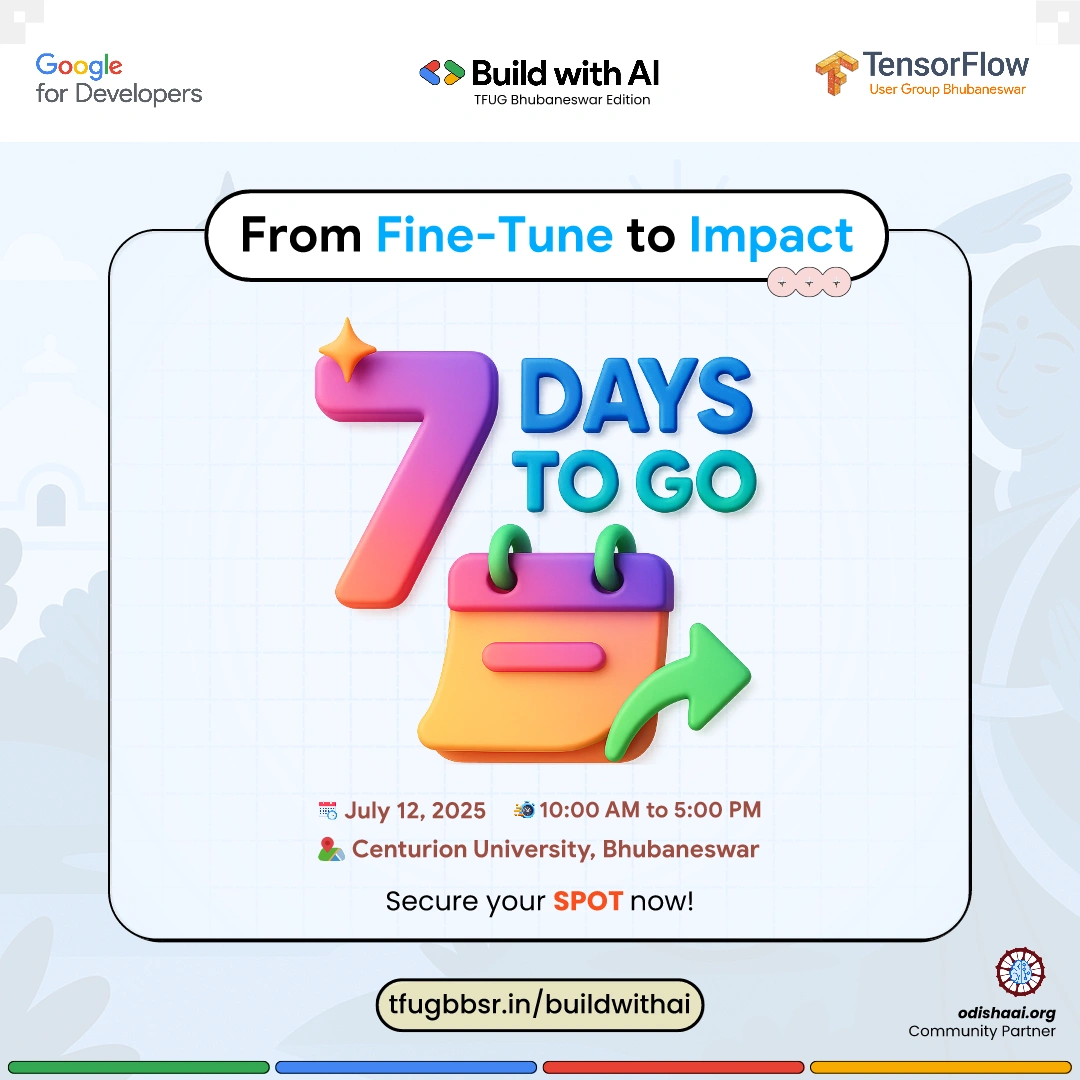 Google
for Developers
Build with AI
TFUG Bhubaneswar Edition
TensorFlow
User Group Bhubaneswar
From Fine-Tune to Impact
7 DAYS
TO GO
July 12, 2025 10:00 AM to 5:00 PM
Centurion University, Bhubaneswar
Secure your SPOT now!
tfugbbsr.in/buildwithai
odishaai.org
Community Partner